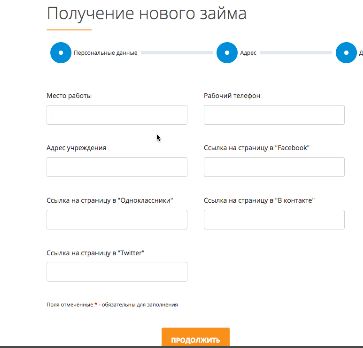 Получение нового займа
Персональные данные Адрес Д
Место работы Рабочий телефон
Адрес учреждения Ссылка на страницу в "Facebook"
Ссылка на страницу в "Одноклассники" Ссылка на страницу в "В контакте"
Ссылка на страницу в "Twitter"
Поля отмеченные * - обязательны для заполнения
ПРОДОЛЖИТЬ